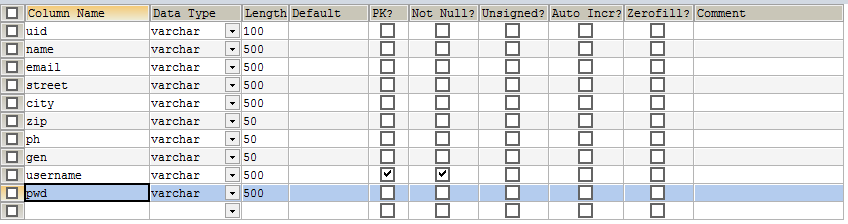 Column Name Data Type Length Default PK? Not Null? Unsigned? Auto Incr? Zerofill? Comment
uid varchar 100
name varchar 500
email varchar 500
street varchar 500
city varchar 500
zip varchar 50
ph varchar 50
gen varchar 50
username varchar 500
pwd varchar 500